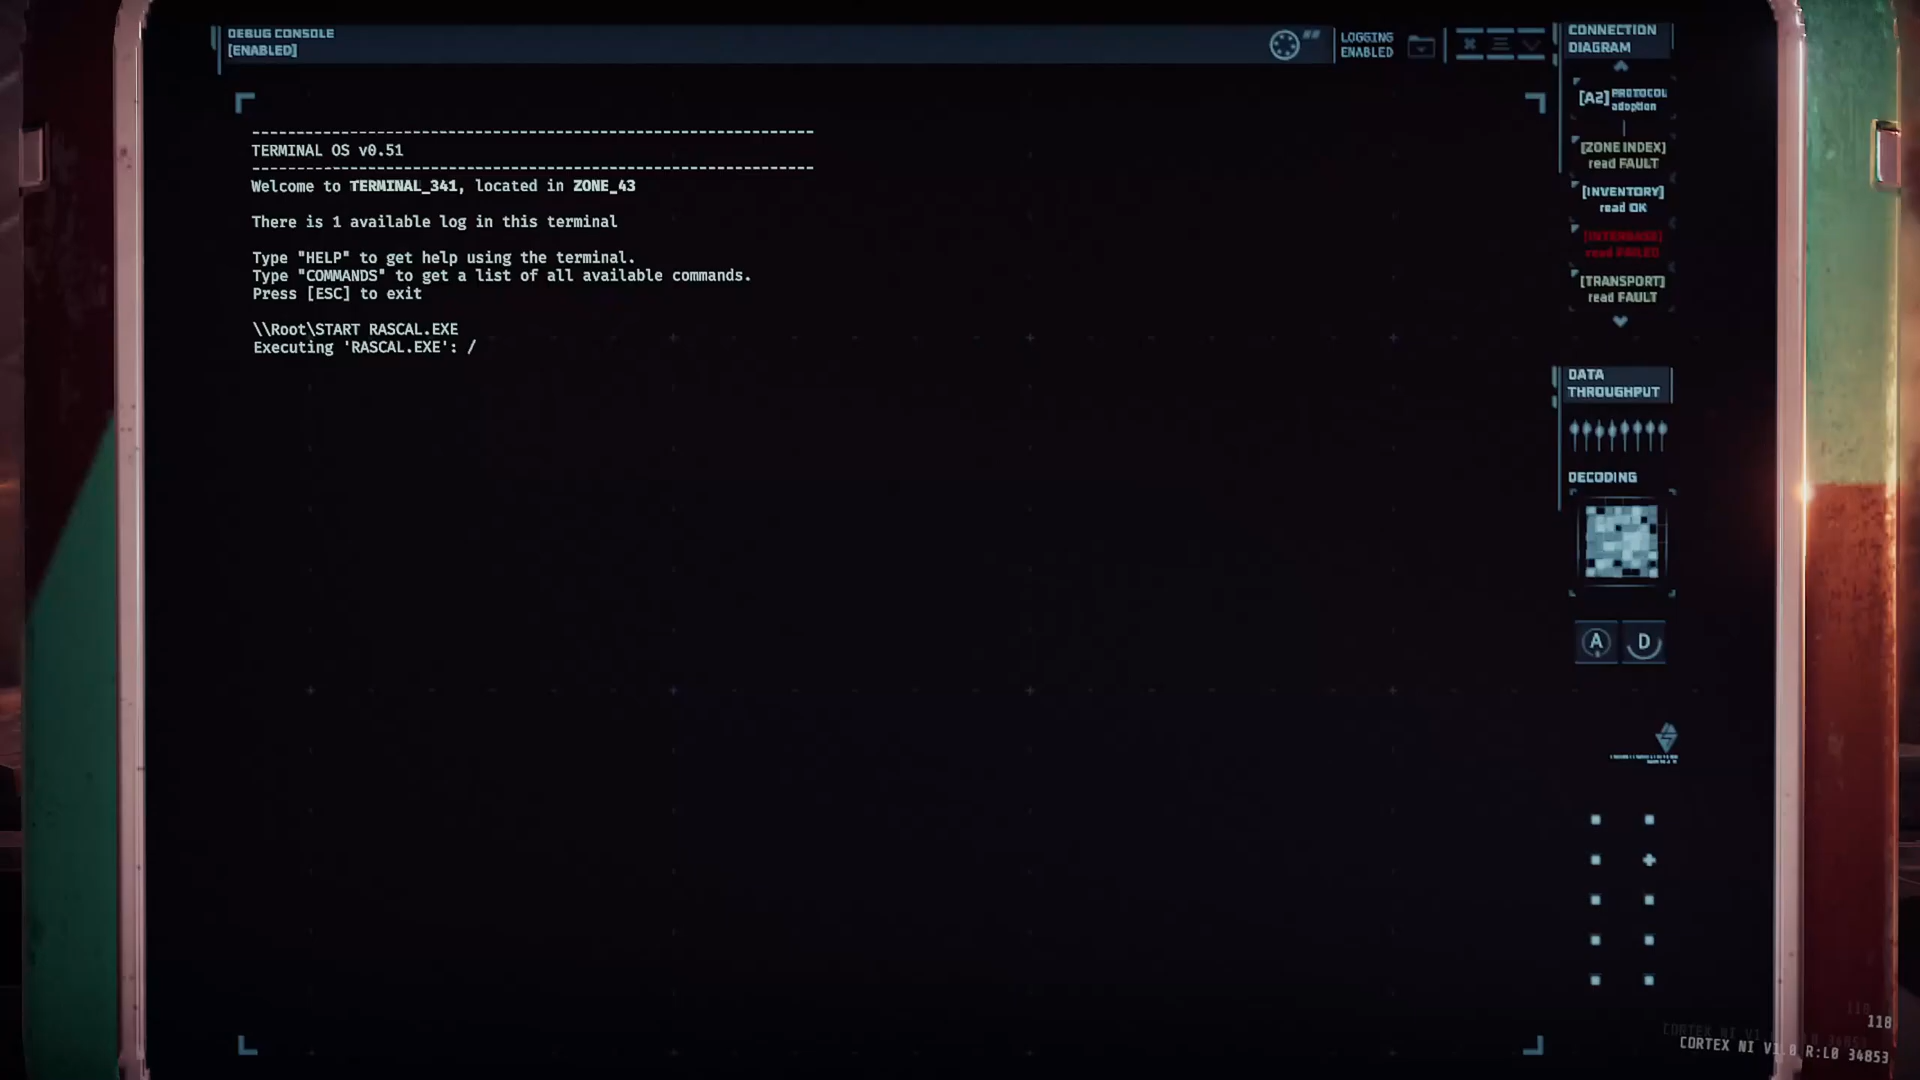 DEBUG CONSOLE
[ENABLED]
LOGGING
ENABLED
------------------------------------------------------------------
TERMINAL OS v0.51
------------------------------------------------------------------
Welcome to TERMINAL_341, located in ZONE_43
There is 1 available log in this terminal
Type "HELP" to get help using the terminal.
Type "COMMANDS" to get a list of all available commands.
Press [ESC] to exit
\\Root\START RASCAL.EXE
Executing 'RASCAL.EXE': /
CONNECTION
DIAGRAM
[A2] PROTOCOL
adoption
[ZONE INDEX]
read FAULT
[INVENTORY]
read OK
read FAILED
[TRANSPORT]
read FAULT
DATA
THROUGHPUT
DECODING
A D
118
CORTEX NI V1.0 R:L0 34853